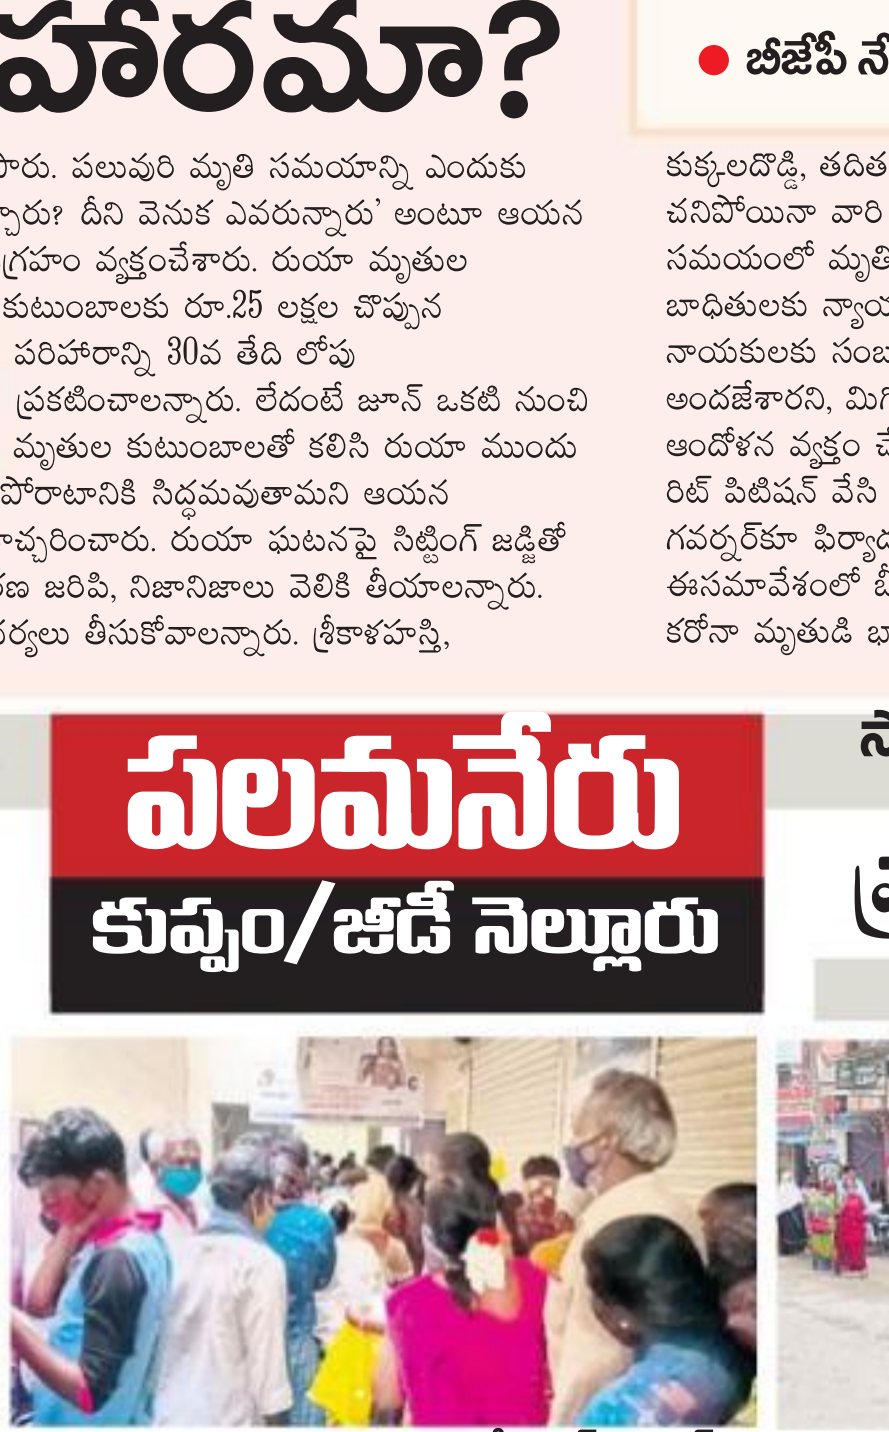 హారమా?
బీజేపీ
పలువురి మృతి సమయాన్ని ఎందుకు
దీని వెనుక ఎవరున్నారు' అంటూ ఆయన
వ్యక్తంచేశారు. రుయా మృతుల
కుటుంబాలకు రూ.25 లక్షల చొప్పున
పరిహారాన్ని 30వ తేది లోపు
ప్రకటించాలన్నారు. లేదంటే జూన్ ఒకటి నుంచి
మృతుల కుటుంబాలతో కలిసి రుయా ముందు
పోరాటానికి సిద్ధమవుతామని ఆయన
రుయా ఘటనపై సిట్టింగ్ జడ్జితో
జరిపి, నిజానిజాలు వెలికి తీయాలన్నారు.
తీసుకోవాలన్నారు. శ్రీకాళహస్తి,
కుక్కలదొడ్డి, తదిత
చనిపోయినా వారి
సమయంలో
బాధితులకు
నాయకులకు
అందజేశారని,
ఆందోళన వ్యక్తం
రిట్ పిటిషన్ వేసి
గవర్నర్‌కూ
ఈసమావేశంలో
కరోనా మృతుడి
పలమనేరు
కుప్పం/జీడీ నెల్లూరు